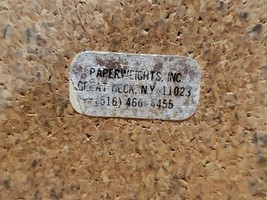 PAPERWEIGHTS, INC
GREAT NECK, N.Y. 11023
(516) 466-4455